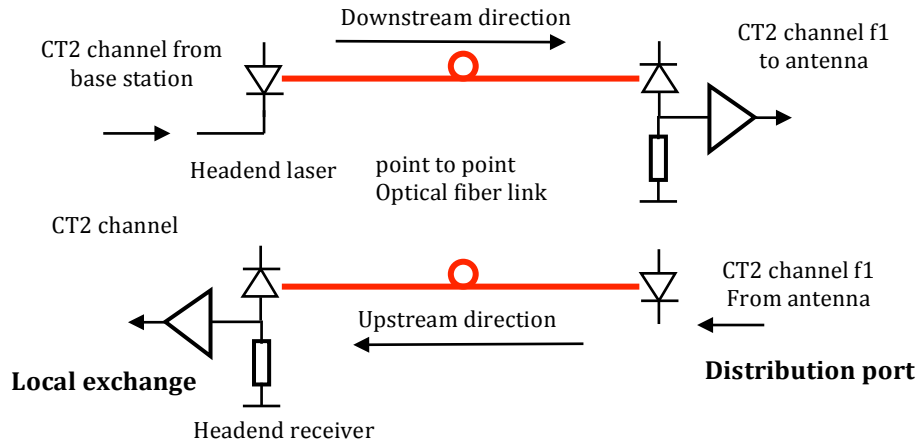 Downstream direction
CT2 channel from
base station
CT2 channel f1
to antenna
Headend laser
point to point
Optical fiber link
CT2 channel
CT2 channel f1
From antenna
Upstream direction
Local exchange
Distribution port
Headend receiver